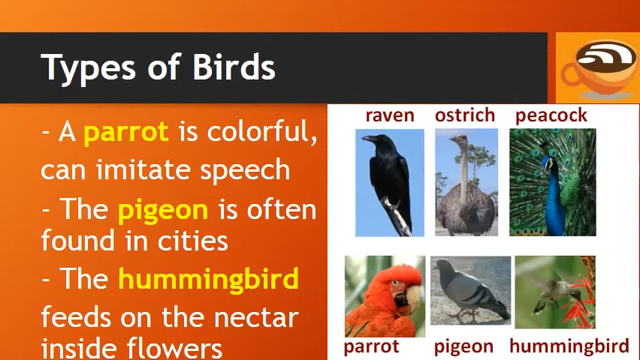 Types of Birds
- A parrot is colorful,
can imitate speech
- The pigeon is often
found in cities
- The hummingbird
feeds on the nectar
inside flowers
raven ostrich peacock
parrot pigeon hummingbird